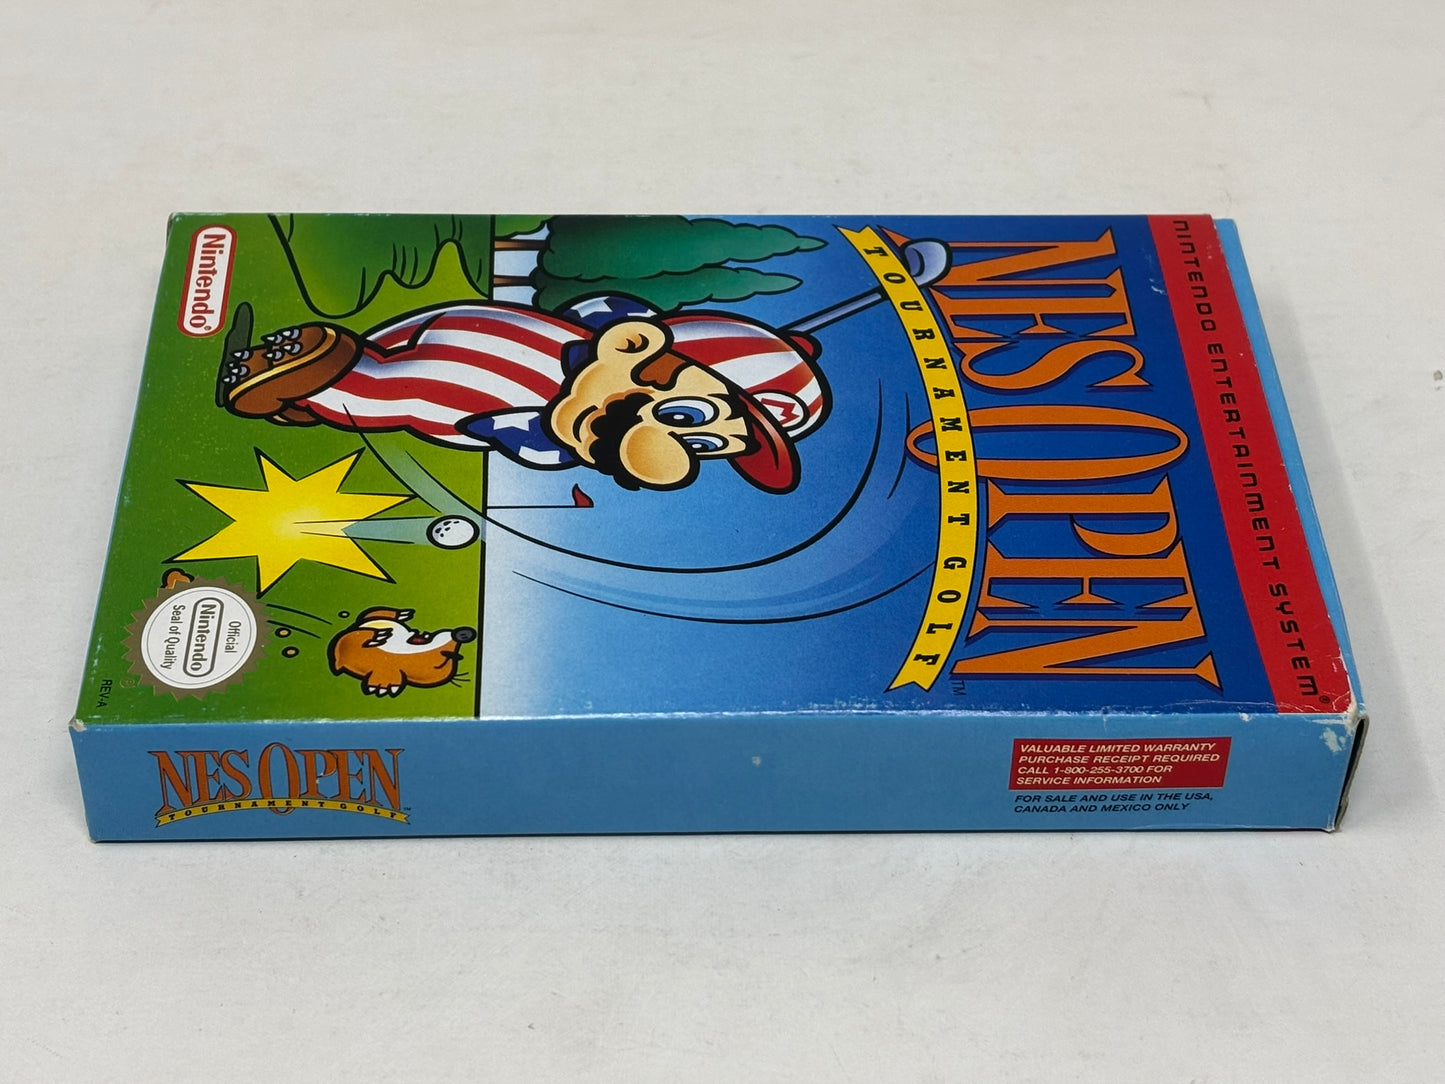 NINTENDO ENTERTAINMENT SYSTEM®
NES OPEN
TOURNAMENT GOLF
TM
M
Nintendo®
Official
Nintendo
Seal of Quality
REV-A
NES OPEN
TOURNAMENT GOLF™
VALUABLE LIMITED WARRANTY
PURCHASE RECEIPT REQUIRED
CALL 1-800-255-3700 FOR
SERVICE INFORMATION
FOR SALE AND USE IN THE USA,
CANADA AND MEXICO ONLY